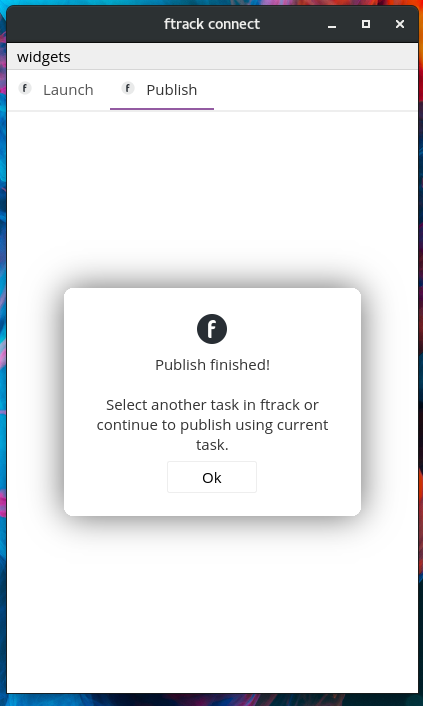 ftrack connect
widgets
f Launch f Publish
f
Publish finished!
Select another task in ftrack or
continue to publish using current
task.
Ok